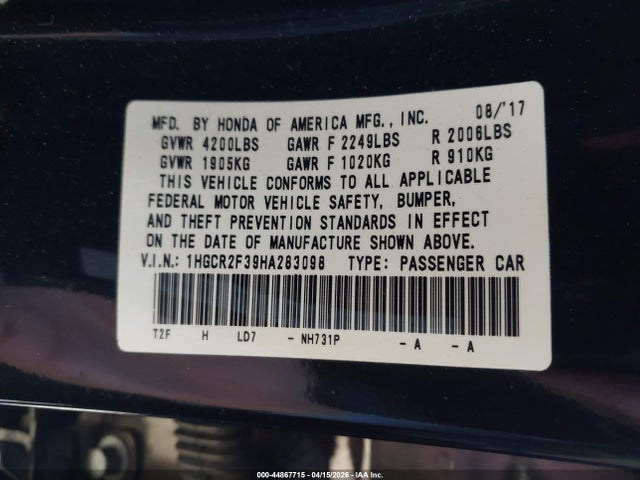 MFD. BY HONDA OF AMERICA MFG., INC. 08/'17
GVWR 4200LBS GAWR F 2249LBS R 2006LBS
GVWR 1905KG GAWR F 1020KG R 910KG
THIS VEHICLE CONFORMS TO ALL APPLICABLE
FEDERAL MOTOR VEHICLE SAFETY, BUMPER,
AND THEFT PREVENTION STANDARDS IN EFFECT
ON THE DATE OF MANUFACTURE SHOWN ABOVE.
V.I.N.: 1HGCR2F39HA283098 TYPE: PASSENGER CAR
T2F H LD7 - NH731P - A - A
000-44867715 - 04/15/2026 - IAA Inc.